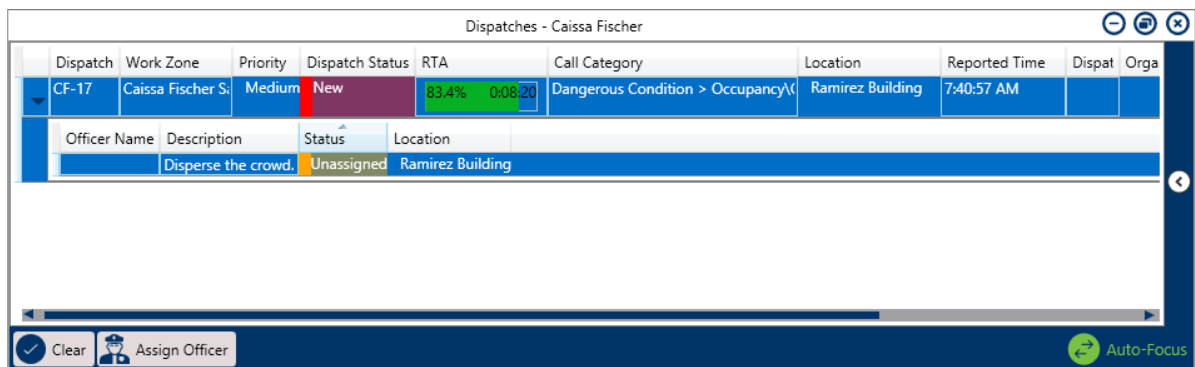 Dispatches - Caissa Fischer
Dispatch Work Zone Priority Dispatch Status RTA Call Category Location Reported Time Dispat Orga
CF-17 Caissa Fischer Sa Medium New 83.4% 0:08:20 Dangerous Condition > Occupancy\( Ramirez Building 7:40:57 AM
Officer Name Description Status Location
Disperse the crowd. Unassigned Ramirez Building
Clear Assign Officer Auto-Focus